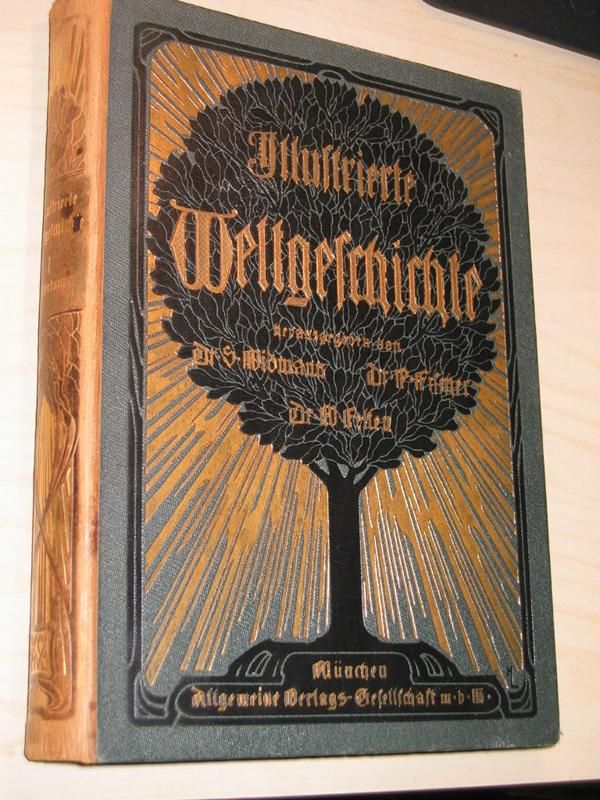 Illustrierte
Weltgeschichte
herausgegeben von
Dr. S. Widmann Dr. P. Fischer
Dr. W. Felten
München
Allgemeine Verlags-Gesellschaft m·b·H·